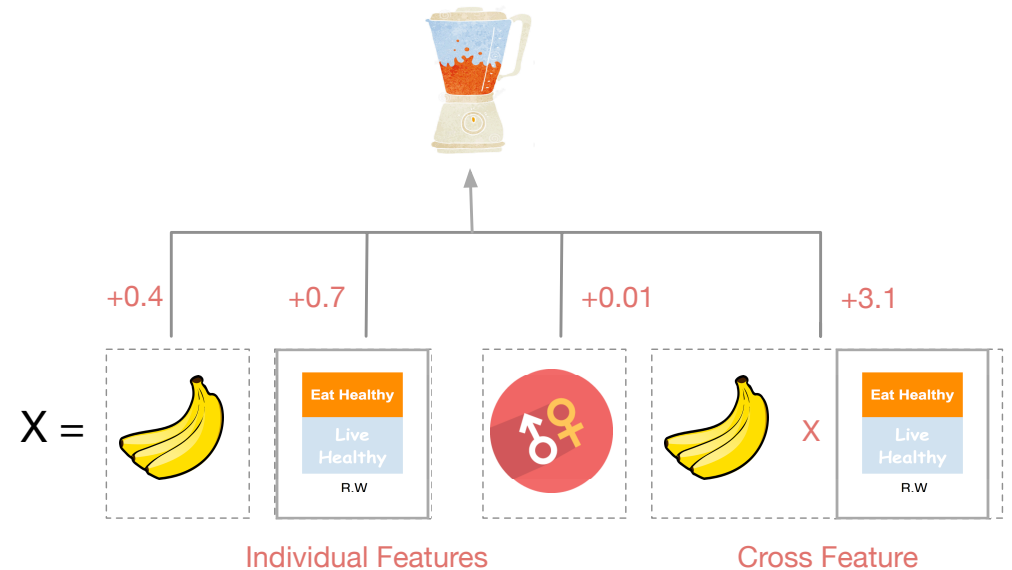 +0.4
+0.7
+0.01
+3.1
X =
Eat Healthy
Live
Healthy
R.W
X
Eat Healthy
Live
Healthy
R.W
Individual Features
Cross Feature